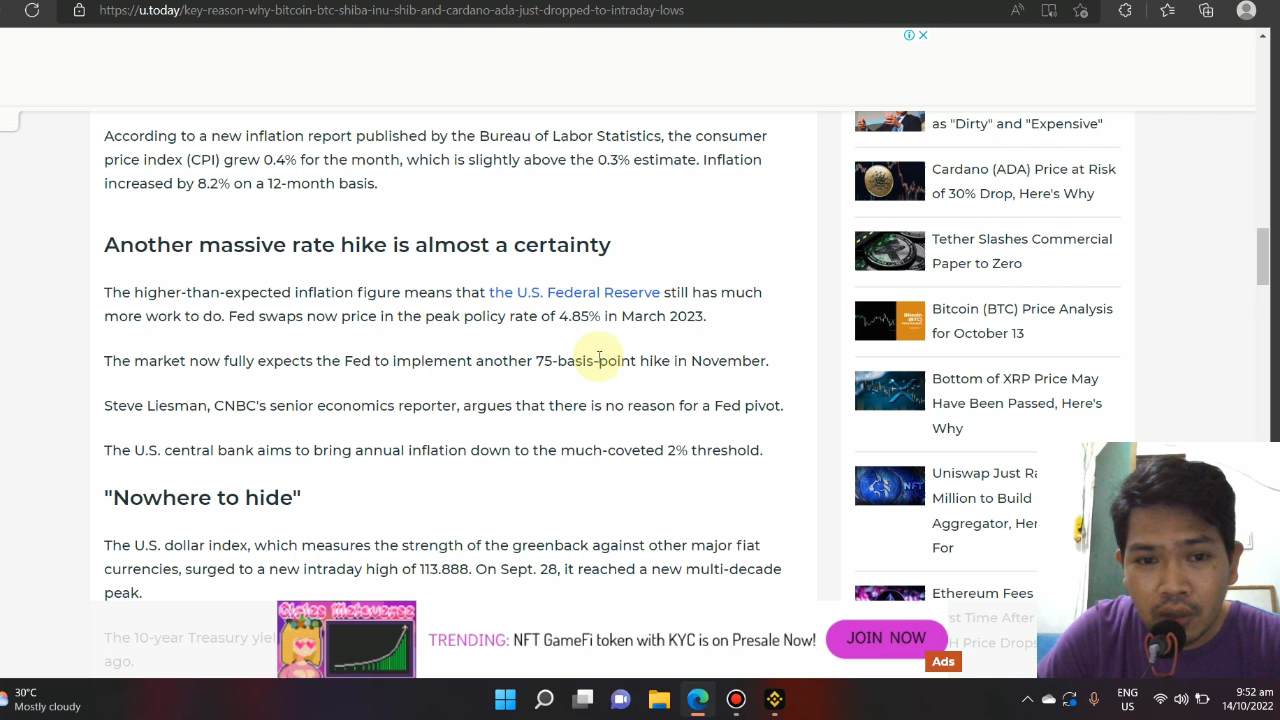 https://u.today/key-reason-why-bitcoin-btc-shiba-inu-shib-and-cardano-ada-just-dropped-to-intraday-lows
According to a new inflation report published by the Bureau of Labor Statistics, the consumer
price index (CPI) grew 0.4% for the month, which is slightly above the 0.3% estimate. Inflation
increased by 8.2% on a 12-month basis.
Another massive rate hike is almost a certainty
The higher-than-expected inflation figure means that the U.S. Federal Reserve still has much
more work to do. Fed swaps now price in the peak policy rate of 4.85% in March 2023.
The market now fully expects the Fed to implement another 75-basis-point hike in November.
Steve Liesman, CNBC's senior economics reporter, argues that there is no reason for a Fed pivot.
The U.S. central bank aims to bring annual inflation down to the much-coveted 2% threshold.
"Nowhere to hide"
The U.S. dollar index, which measures the strength of the greenback against other major fiat
currencies, surged to a new intraday high of 113.888. On Sept. 28, it reached a new multi-decade
peak.
The 10-year Treasury yiel
ago.
as "Dirty" and "Expensive"
Cardano (ADA) Price at Risk
of 30% Drop, Here's Why
Tether Slashes Commercial
Paper to Zero
Bitcoin (BTC) Price Analysis
for October 13
Bottom of XRP Price May
Have Been Passed, Here's
Why
Uniswap Just Ra
Million to Build
Aggregator, Her
For
Ethereum Fees
rst Time After
H Price Drops
TRENDING: NFT GameFi token with KYC is on Presale Now!
JOIN NOW
Ads
30°C
Mostly cloudy
ENG
US
9:52 am
14/10/2022